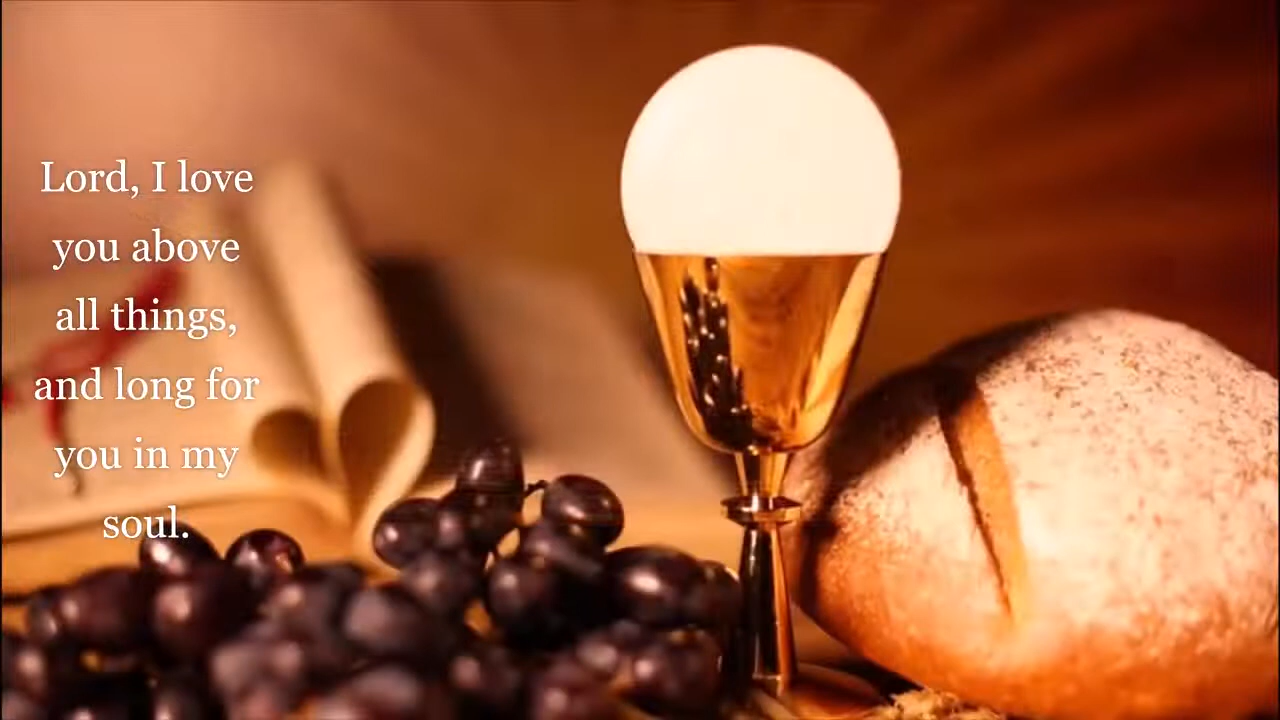 Lord, I love
you above
all things,
and long for
you in my
soul.